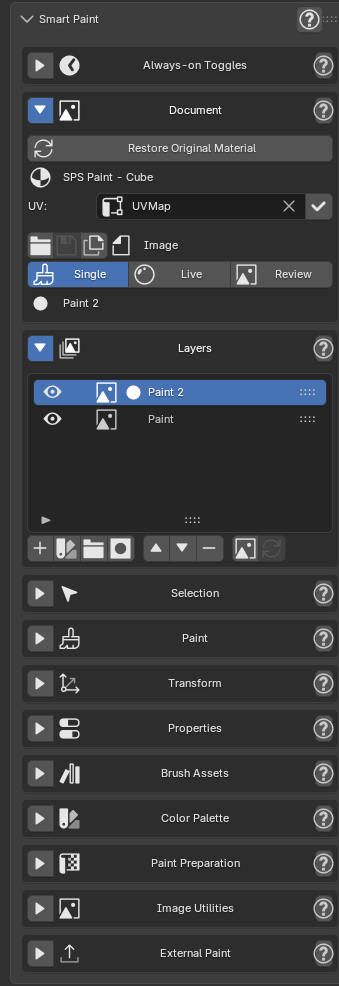 Smart Paint
Always-on Toggles
Document
Restore Original Material
SPS Paint - Cube
UV: UVMap
Image
Single Live Review
Paint 2
Layers
Paint 2
Paint
Selection
Paint
Transform
Properties
Brush Assets
Color Palette
Paint Preparation
Image Utilities
External Paint